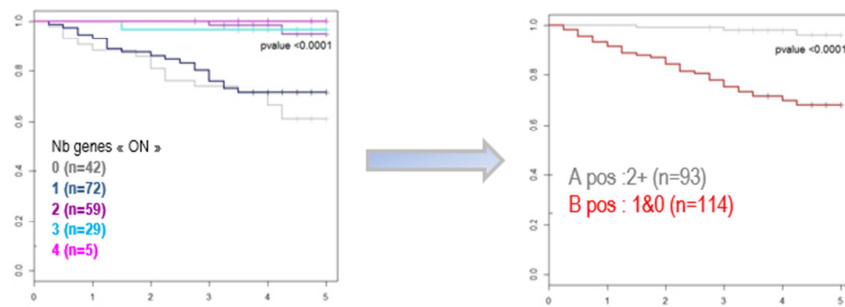 1.0
0.8
0.6
0.4
0.2
0.0
pvalue <0.0001
Nb genes « ON »
0 (n=42)
1 (n=72)
2 (n=59)
3 (n=29)
4 (n=5)
0 1 2 3 4 5
1.0
0.8
0.6
0.4
0.2
0.0
pvalue <0.0001
A pos :2+ (n=93)
B pos : 1&0 (n=114)
0 1 2 3 4 5